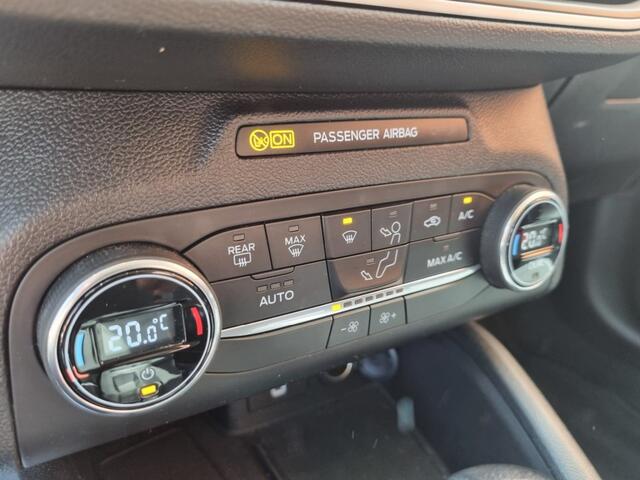 ON PASSENGER AIRBAG
REAR MAX A/C
AUTO MAX A/C
20.0°C